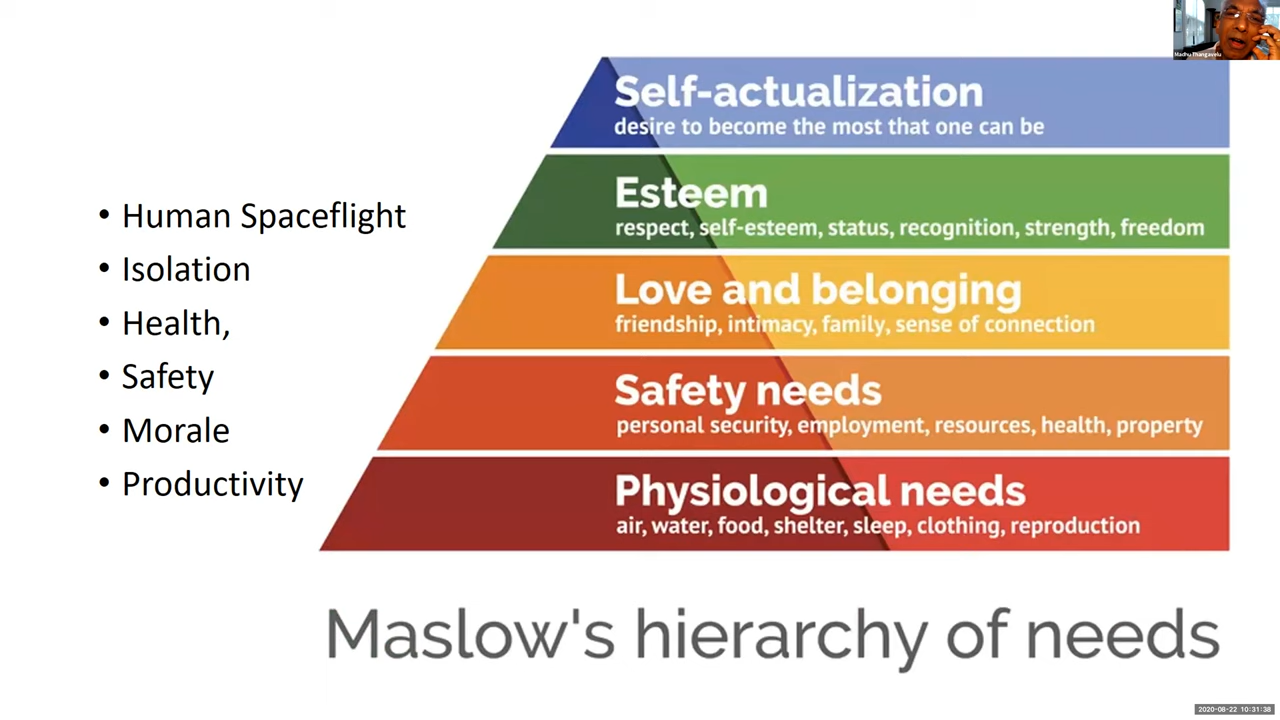 Madhu Thangavelu
Self-actualization
desire to become the most that one can be
Esteem
respect, self-esteem, status, recognition, strength, freedom
Love and belonging
friendship, intimacy, family, sense of connection
Safety needs
personal security, employment, resources, health, property
Physiological needs
air, water, food, shelter, sleep, clothing, reproduction
• Human Spaceflight
• Isolation
• Health,
• Safety
• Morale
• Productivity
Maslow's hierarchy of needs
2020-08-22 10:31:38